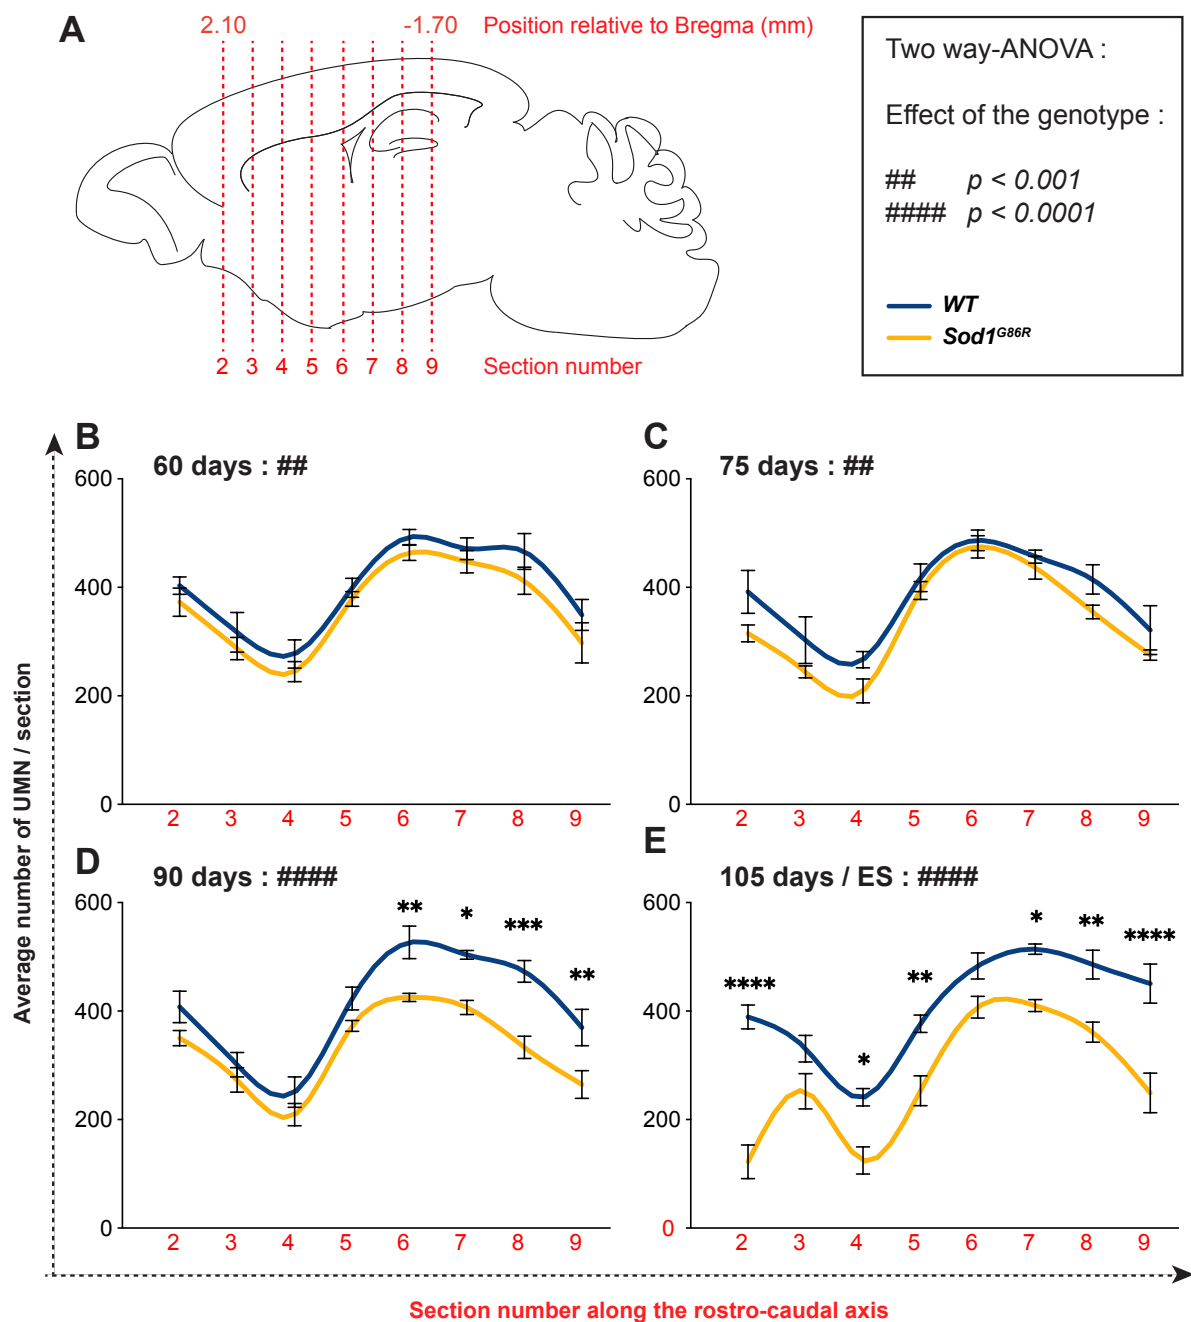 A
2.10 -1.70 Position relative to Bregma (mm)
2 3 4 5 6 7 8 9 Section number
Two way-ANOVA :
Effect of the genotype :
## p < 0.001
#### p < 0.0001
WT
Sod1G86R
Average number of UMN / section
B
60 days : ##
600
400
200
0
2 3 4 5 6 7 8 9
C
75 days : ##
600
400
200
0
2 3 4 5 6 7 8 9
D
90 days : ####
600
400
200
0
** * *** **
2 3 4 5 6 7 8 9
E
105 days / ES : ####
600
400
200
0
**** * ** * ** ****
2 3 4 5 6 7 8 9
Section number along the rostro-caudal axis